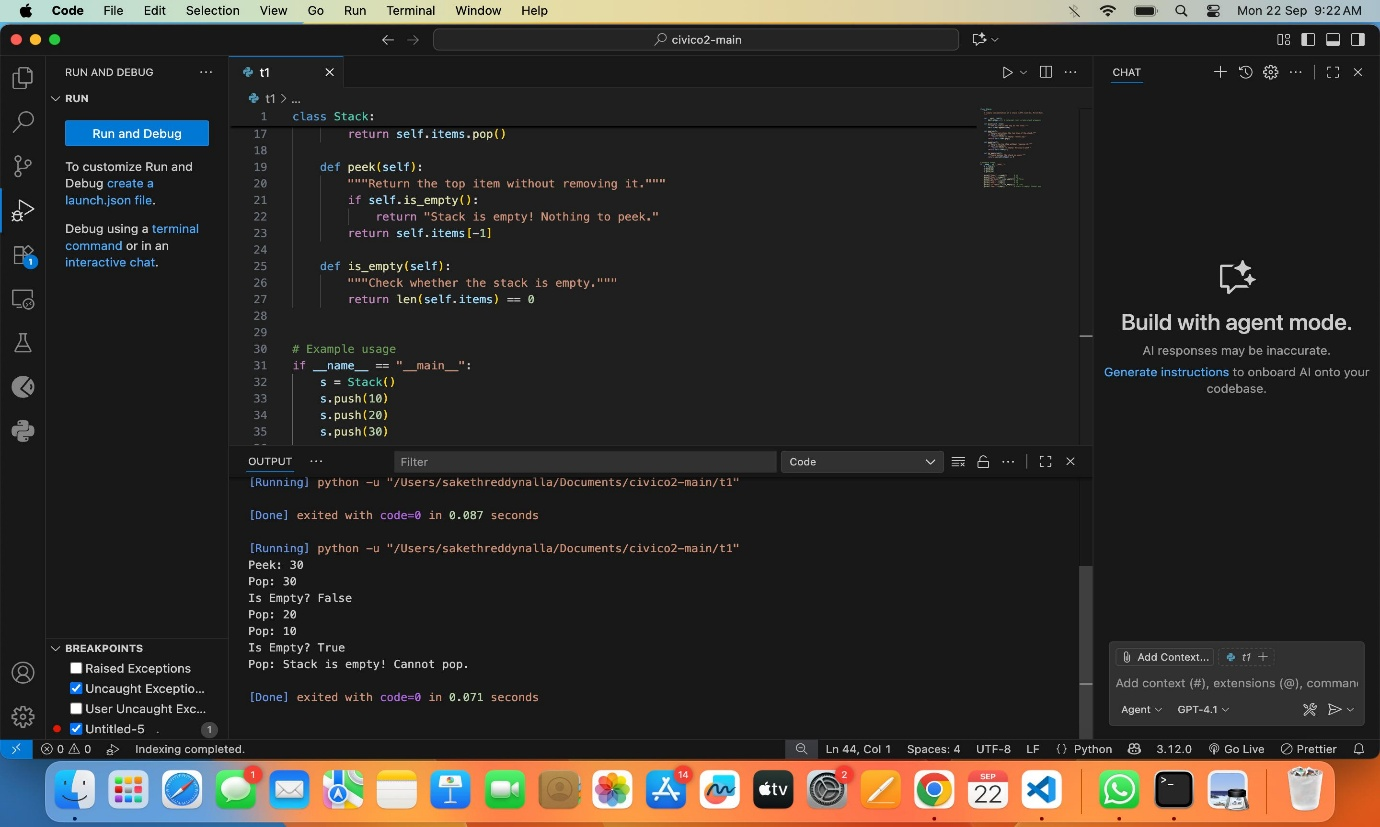 Code File Edit Selection View Go Run Terminal Window Help Mon 22 Sep 9:22 AM
civico2-main
RUN AND DEBUG ...
RUN
Run and Debug
To customize Run and
Debug create a
launch.json file.
Debug using a terminal
command or in an
interactive chat.
1
BREAKPOINTS
Raised Exceptions
Uncaught Exceptio...
User Uncaught Exc...
Untitled-5 . 1
t1
t1 > ...
1 class Stack:
17 return self.items.pop()
18
19 def peek(self):
20 """Return the top item without removing it."""
21 if self.is_empty():
22 return "Stack is empty! Nothing to peek."
23 return self.items[-1]
24
25 def is_empty(self):
26 """Check whether the stack is empty."""
27 return len(self.items) == 0
28
29
30 # Example usage
31 if __name__ == "__main__":
32 s = Stack()
33 s.push(10)
34 s.push(20)
35 s.push(30)
OUTPUT ... Filter Code
[Running] python -u "/Users/sakethreddynalla/Documents/civico2-main/t1"
[Done] exited with code=0 in 0.087 seconds
[Running] python -u "/Users/sakethreddynalla/Documents/civico2-main/t1"
Peek: 30
Pop: 30
Is Empty? False
Pop: 20
Pop: 10
Is Empty? True
Pop: Stack is empty! Cannot pop.
[Done] exited with code=0 in 0.071 seconds
CHAT
Build with agent mode.
AI responses may be inaccurate.
Generate instructions to onboard AI onto your
codebase.
Add Context... t1 +
Add context (#), extensions (@), comman
Agent GPT-4.1
0 0 Indexing completed. Ln 44, Col 1 Spaces: 4 UTF-8 LF {} Python 3.12.0 Go Live Prettier
1 14 tv 2 SEP
22